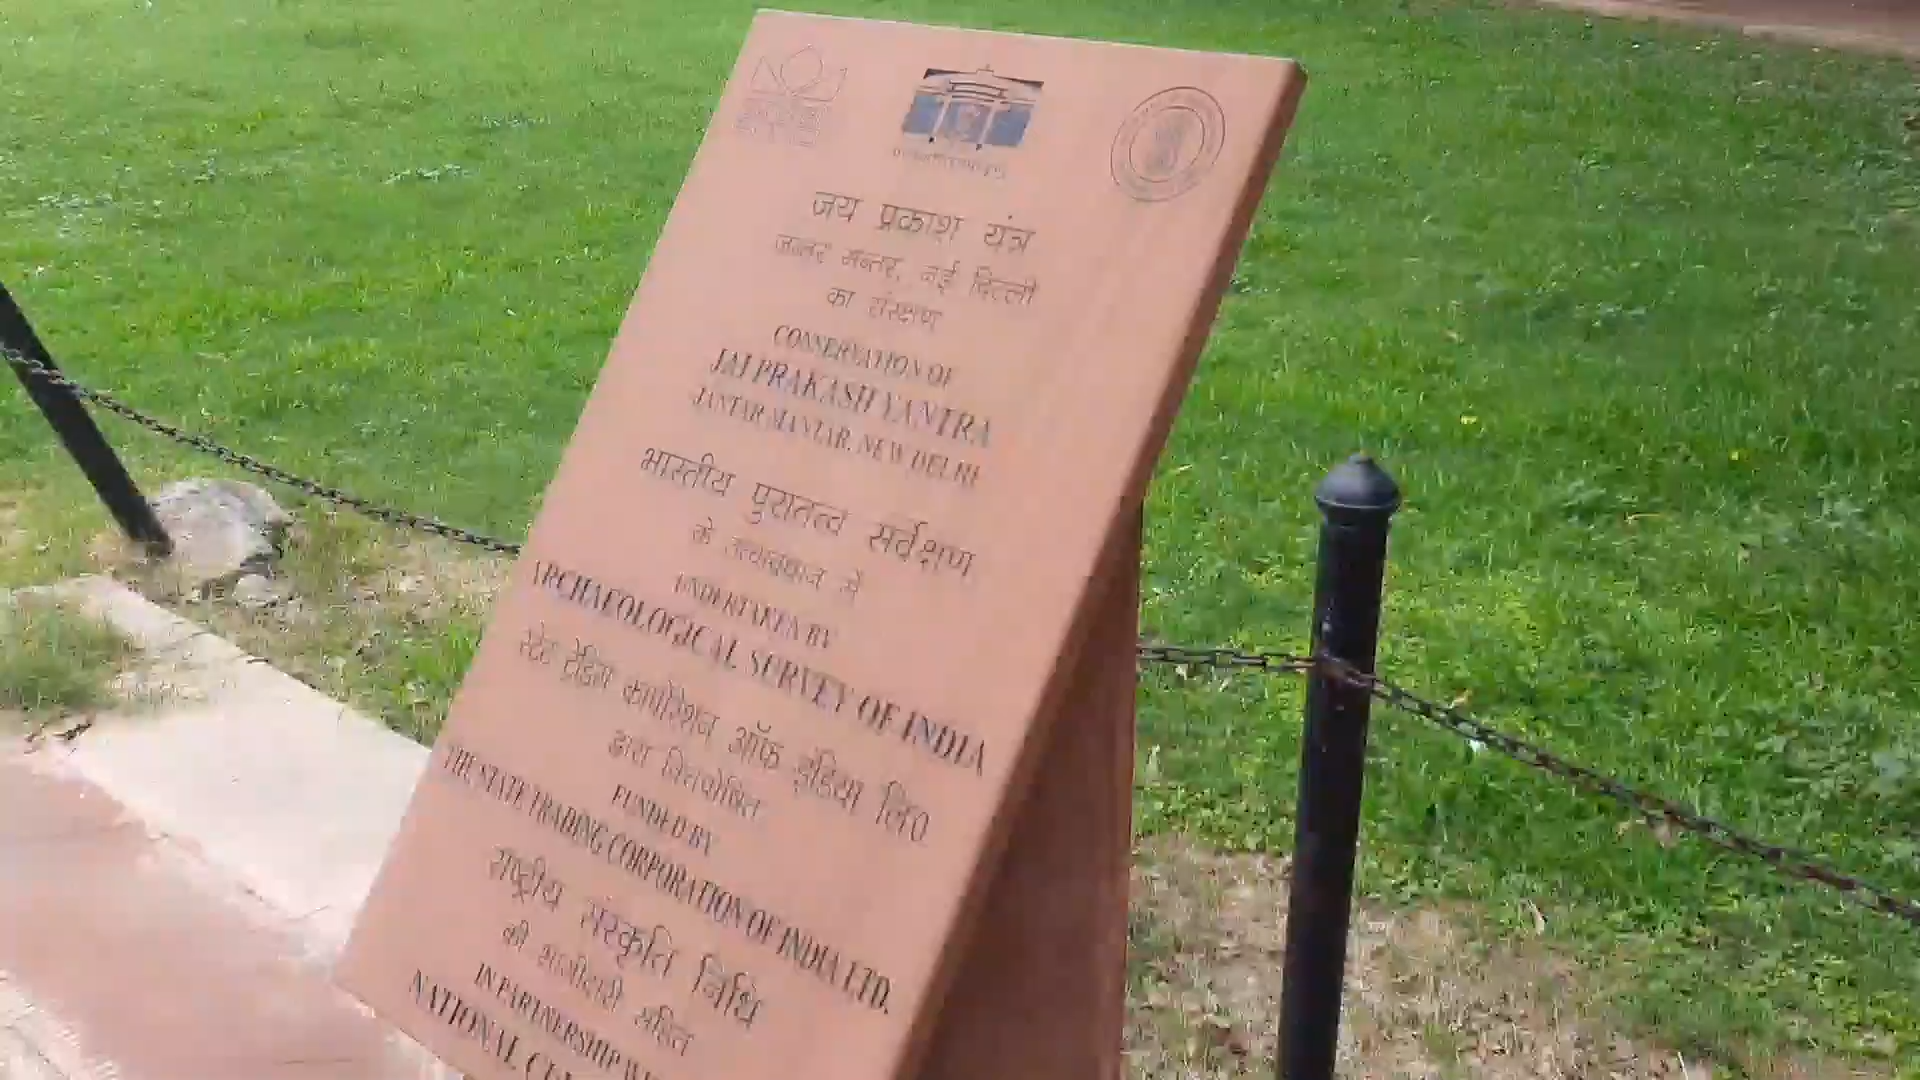 जय प्रकाश यंत्र
जन्तर मन्तर, नई दिल्ली
का संरक्षण
CONSERVATION OF
JAI PRAKASH YANTRA
JANTAR MANTAR, NEW DELHI
भारतीय पुरातत्व सर्वेक्षण
के तत्वावधान में
UNDERTAKEN BY
ARCHAEOLOGICAL SURVEY OF INDIA
स्टेट ट्रेडिंग कार्पोरेशन ऑफ इंडिया लि०
द्वारा वित्तपोषित
FUNDED BY
THE STATE TRADING CORPORATION OF INDIA LTD.
राष्ट्रीय संस्कृति निधि
की भागीदारी सहित
IN PARTNERSHIP
NATIONAL